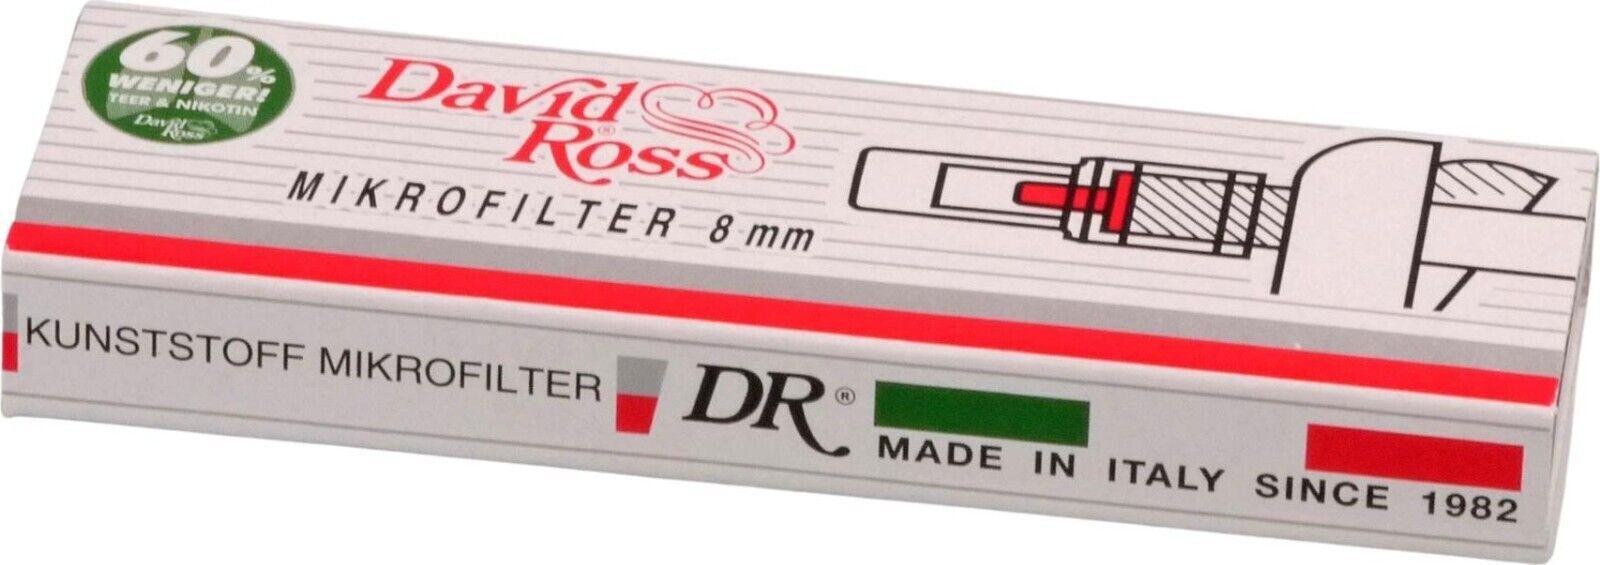 60%
WENIGER!
TEER & NIKOTIN
David
Ross
David
Ross®
MIKROFILTER 8 mm
KUNSTSTOFF MIKROFILTER
DR®
MADE IN ITALY SINCE 1982